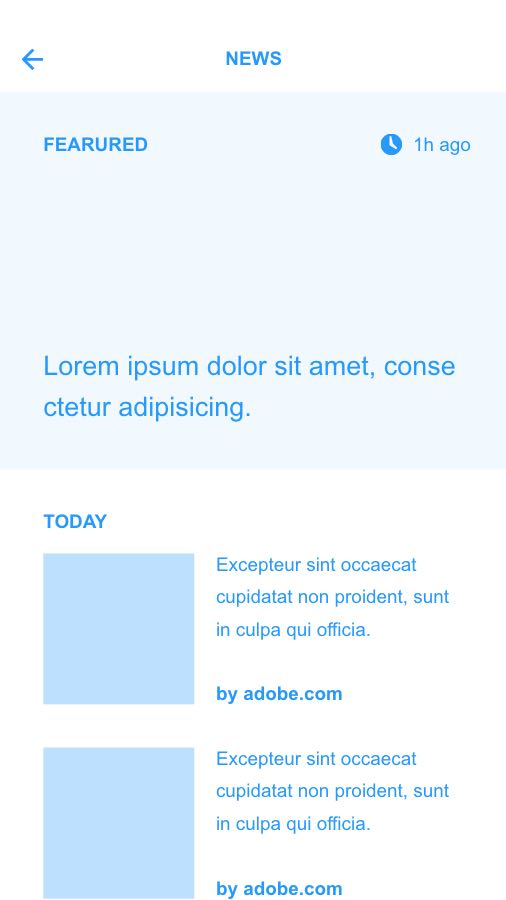 NEWS
FEARURED
1h ago
Lorem ipsum dolor sit amet, conse
ctetur adipisicing.
TODAY
Excepteur sint occaecat
cupidatat non proident, sunt
in culpa qui officia.
by adobe.com
Excepteur sint occaecat
cupidatat non proident, sunt
in culpa qui officia.
by adobe.com